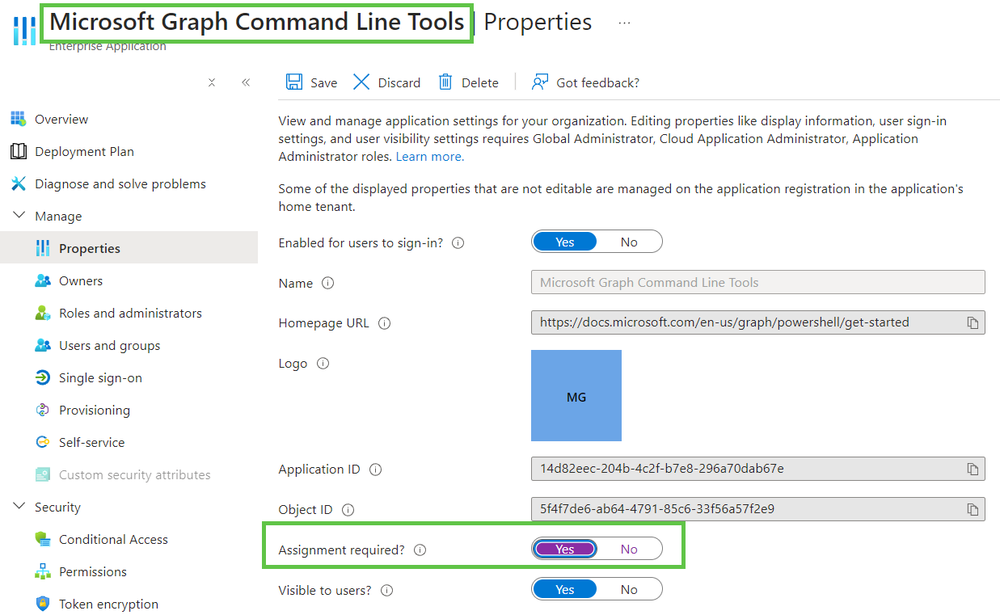 Microsoft Graph Command Line Tools | Properties ...
Enterprise Application
Save Discard Delete Got feedback?
Overview
Deployment Plan
Diagnose and solve problems
Manage
Properties
Owners
Roles and administrators
Users and groups
Single sign-on
Provisioning
Self-service
Custom security attributes
Security
Conditional Access
Permissions
Token encryption
View and manage application settings for your organization. Editing properties like display information, user sign-in
settings, and user visibility settings requires Global Administrator, Cloud Application Administrator, Application
Administrator roles. Learn more.
Some of the displayed properties that are not editable are managed on the application registration in the application's
home tenant.
Enabled for users to sign-in? Yes No
Name Microsoft Graph Command Line Tools
Homepage URL https://docs.microsoft.com/en-us/graph/powershell/get-started
Logo
MG
Application ID 14d82eec-204b-4c2f-b7e8-296a70dab67e
Object ID 5f4f7de6-ab64-4791-85c6-33f56a57f2e9
Assignment required? Yes No
Visible to users? Yes No